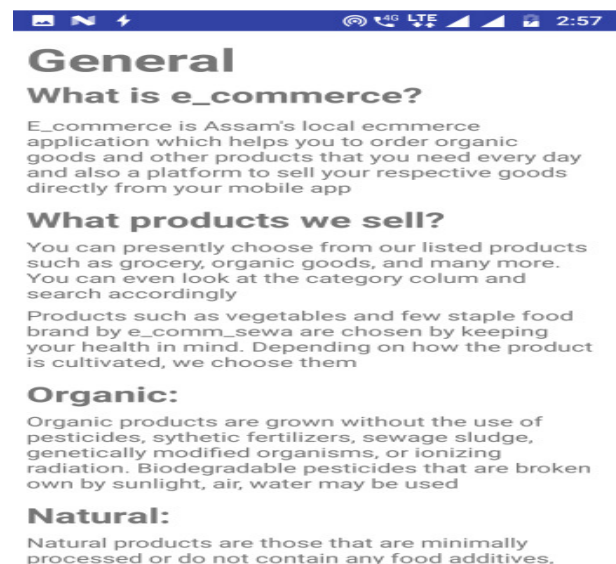 4G LTE 2:57
General
What is e_commerce?
E_commerce is Assam's local ecmmerce
application which helps you to order organic
goods and other products that you need every day
and also a platform to sell your respective goods
directly from your mobile app
What products we sell?
You can presently choose from our listed products
such as grocery, organic goods, and many more.
You can even look at the category colum and
search accordingly
Products such as vegetables and few staple food
brand by e_comm_sewa are chosen by keeping
your health in mind. Depending on how the product
is cultivated, we choose them
Organic:
Organic products are grown without the use of
pesticides, sythetic fertilizers, sewage sludge,
genetically modified organisms, or ionizing
radiation. Biodegradable pesticides that are broken
own by sunlight, air, water may be used
Natural:
Natural products are those that are minimally
processed or do not contain any food additives,